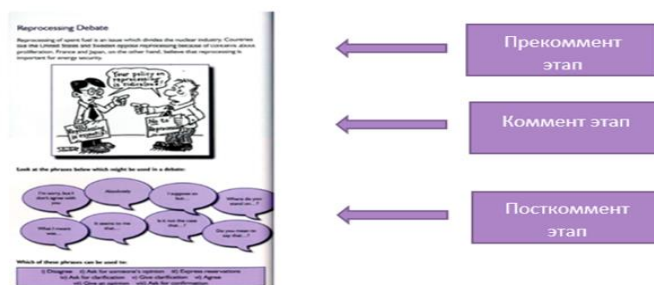 Reprocessing Debate
Reprocessing of spent fuel is an issue which divides the nuclear industry. Countries
like the United States and Sweden oppose reprocessing because of concerns about
proliferation. France and Japan, on the other hand, believe that reprocessing is
important for energy security.
Your policy on
reprocessing
is ridiculous!
Reprocessing is
No to
Reprocessing
Look at the phrases below which might be used in a debate:
I'm sorry, but I
don't agree with
you.
Absolutely
I suppose so
but...
Where do you
stand on...?
What I mean
was...
It seems to me
that...
Is it not the case
that...?
Do you mean to
say that...?
Which of these phrases can be used to:
i) Disagree ii) Ask for someone's opinion iii) Express reservations
iv) Ask for clarification v) Give clarification vi) Agree
vii) Give an opinion viii) Ask for confirmation
Прекоммент
этап
Коммент этап
Посткоммент
этап